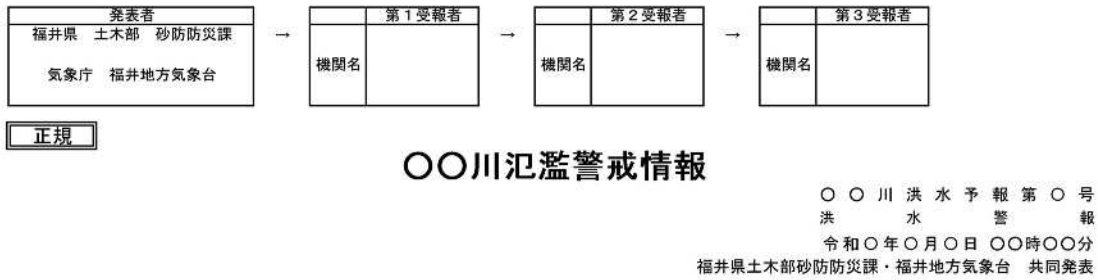 発表者
福井県　土木部　砂防防災課
気象庁　福井地方気象台
→
第１受報者
機関名
→
第２受報者
機関名
→
第３受報者
機関名
正規
〇〇川氾濫警戒情報
〇〇川洪水予報第〇号
洪水警報
令和〇年〇月〇日　〇〇時〇〇分
福井県土木部砂防防災課・福井地方気象台　共同発表